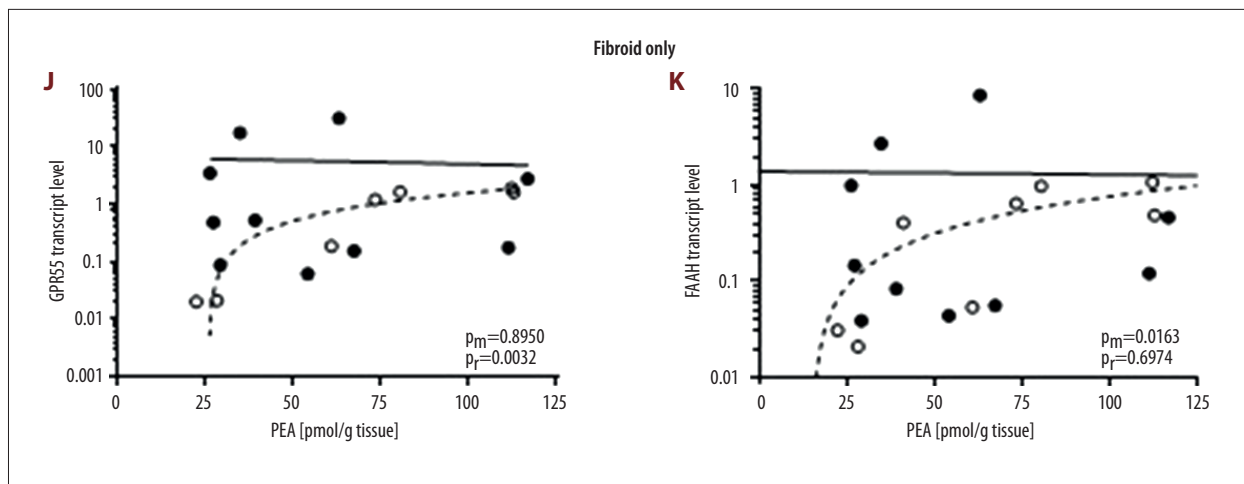 Fibroid only
J
GPR55 transcript level
100
10
1
0.1
0.01
0.001
0
25
50
75
100
125
PEA [pmol/g tissue]
pm=0.8950
pr=0.0032
K
FAAH transcript level
10
1
0.1
0.01
0
25
50
75
100
125
PEA [pmol/g tissue]
pm=0.0163
pr=0.6974